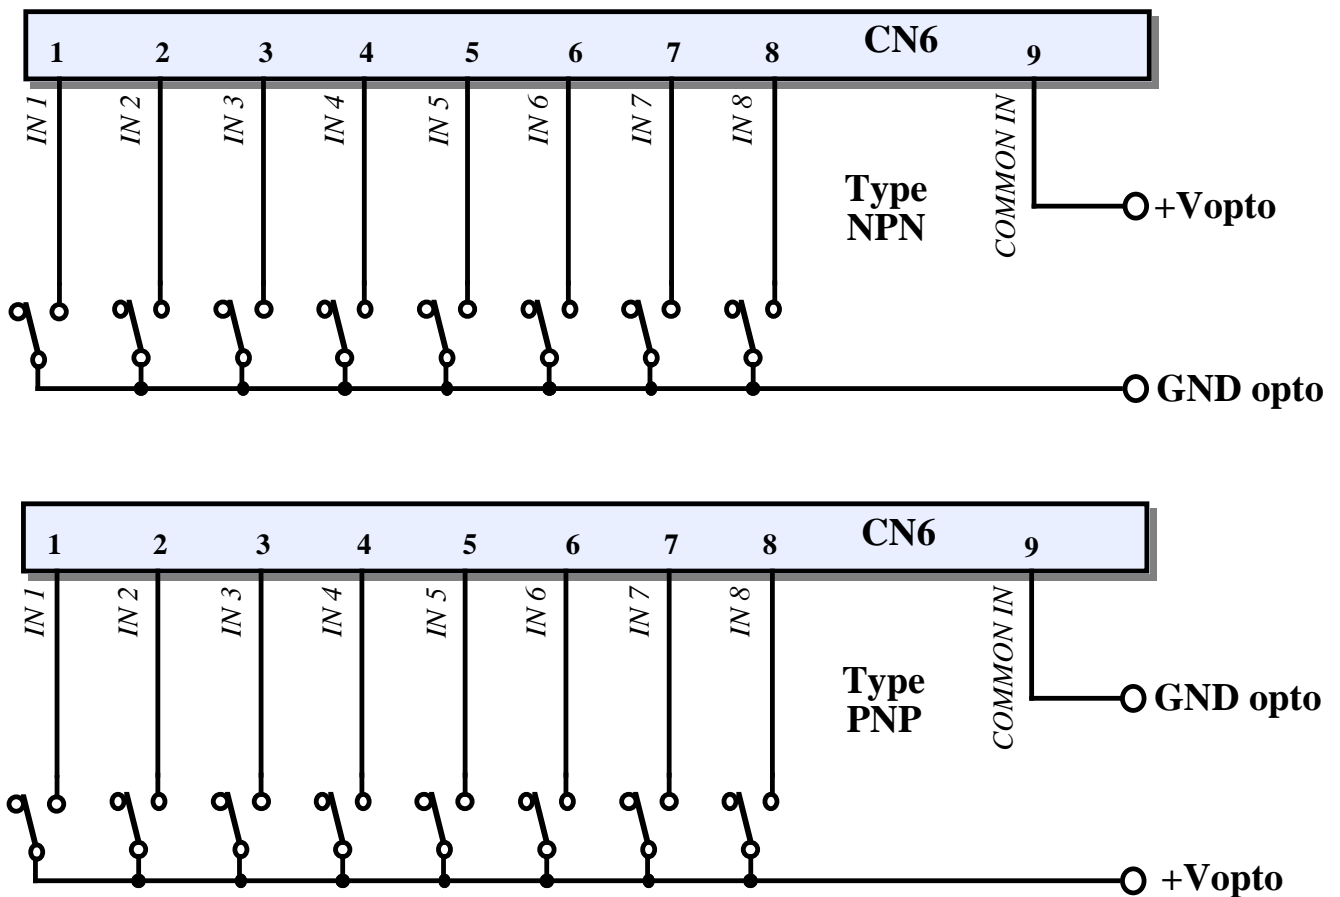 1 2 3 4 5 6 7 8 CN6 9
IN 1 IN 2 IN 3 IN 4 IN 5 IN 6 IN 7 IN 8 COMMON IN
Type
NPN
+Vopto
GND opto
1 2 3 4 5 6 7 8 CN6 9
IN 1 IN 2 IN 3 IN 4 IN 5 IN 6 IN 7 IN 8 COMMON IN
Type
PNP
GND opto
+Vopto